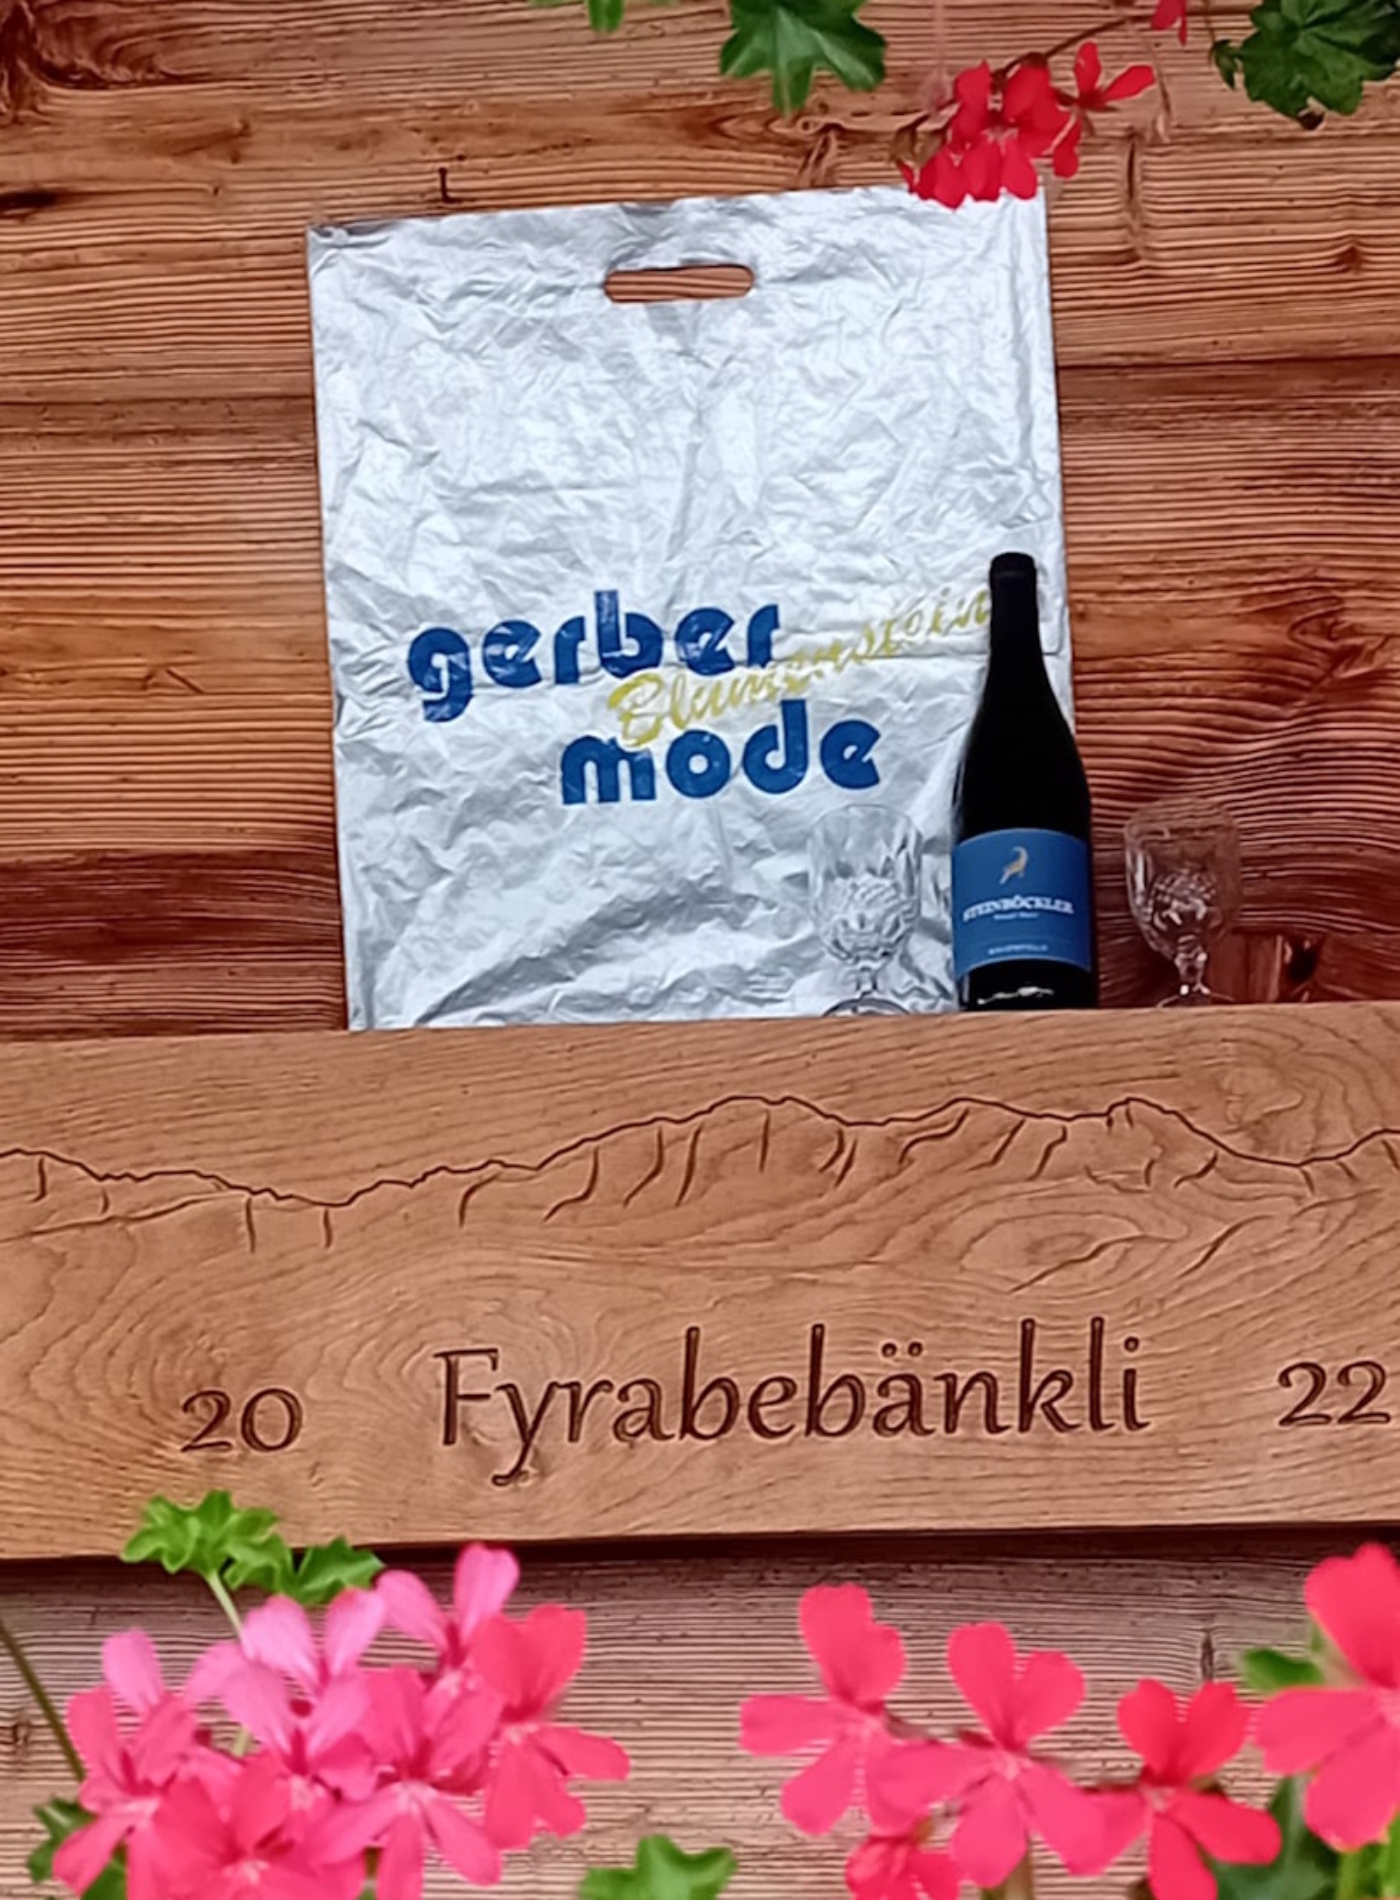 gerber
Blumenstein
mode
STEINBÖCKLER
20 Fyrabebänkli 22